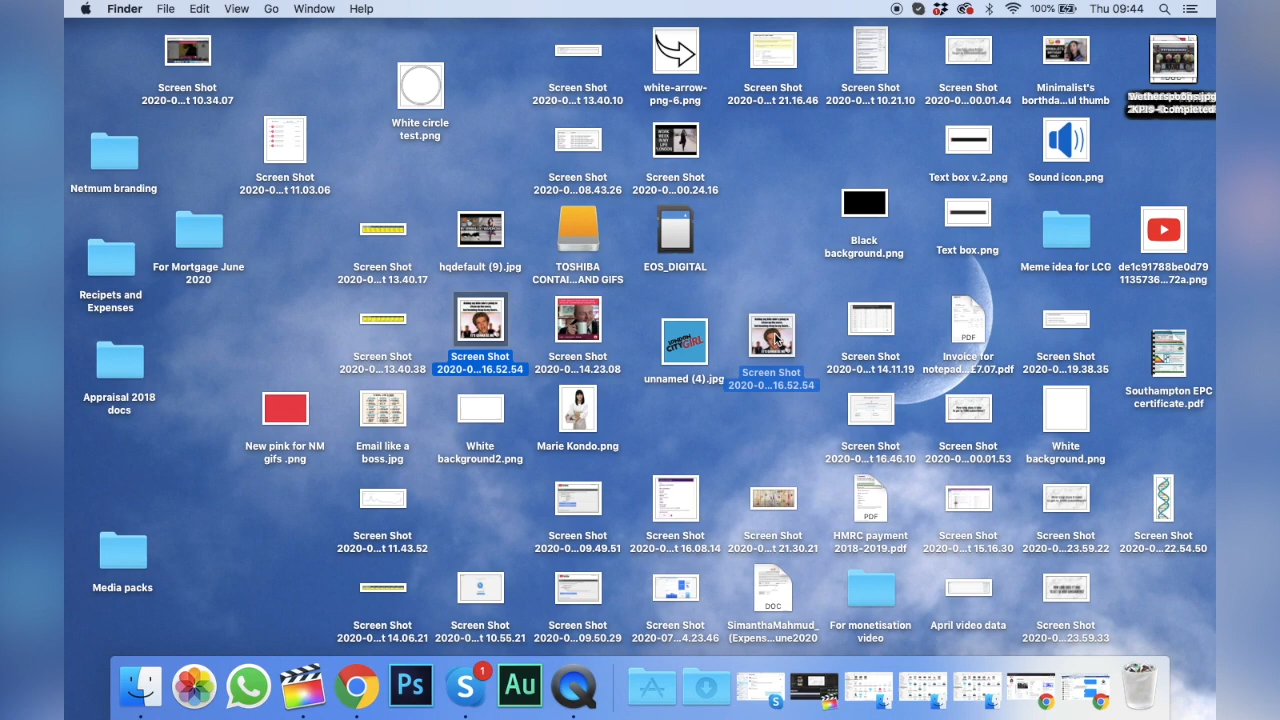 Finder File Edit View Go Window Help
100% Thu 09:44
Screen Shot
2020-0...t 10.34.07
White circle
test.png
Screen Shot
2020-0...t 13.40.10
white-arrow-
png-6.png
Screen Shot
2020-0...t 21.16.46
Screen Shot
2020-0...t 10.21.10
Screen Shot
2020-0...00.01.44
Minimalist's
borthda...ul thumb
Netmum branding
Screen Shot
2020-0...t 11.03.06
Screen Shot
2020-0...08.43.26
WORK
WEEK
IN MY
LIFE
LONDON
Screen Shot
2020-0...00.24.16
Text box v.2.png
Sound icon.png
Recipets and
Expenses
For Mortgage June
2020
Screen Shot
2020-0...t 13.40.17
hqdefault (9).jpg
TOSHIBA
CONTAI...AND GIFS
EOS_DIGITAL
Black
background.png
Text box.png
Meme idea for LCG
de1c91788be0d79
1135736...72a.png
Appraisal 2018
docs
Screen Shot
2020-0...t 13.40.38
Screen Shot
2020-0...16.52.54
Screen Shot
2020-0...14.23.08
LONDON
CITY GIRL
unnamed (4).jpg
Screen Shot
2020-0...16.52.54
Screen Shot
2020-0...t 14.11.19
PDF
Invoice for
notepad...£7.07.pdf
Screen Shot
2020-0...19.38.35
Southampton EPC
certificate.pdf
New pink for NM
gifs .png
Email like a
boss.jpg
White
background2.png
Marie Kondo.png
Screen Shot
2020-0...t 16.46.10
Screen Shot
2020-0...00.01.53
White
background.png
Media packs
Screen Shot
2020-0...t 11.43.52
Screen Shot
2020-0...09.49.51
Screen Shot
2020-0...t 16.08.14
Screen Shot
2020-0...t 21.30.21
PDF
HMRC payment
2018-2019.pdf
Screen Shot
2020-0...t 15.16.30
Screen Shot
2020-0...23.59.22
Screen Shot
2020-0...22.54.50
Screen Shot
2020-0...t 14.06.21
Screen Shot
2020-0...t 10.55.21
Screen Shot
2020-0...09.50.29
Screen Shot
2020-07...4.23.46
DOC
SimanthaMahmud_
(Expens...une2020
For monetisation
video
April video data
Screen Shot
2020-0...23.59.33
Ps
S
1
Au